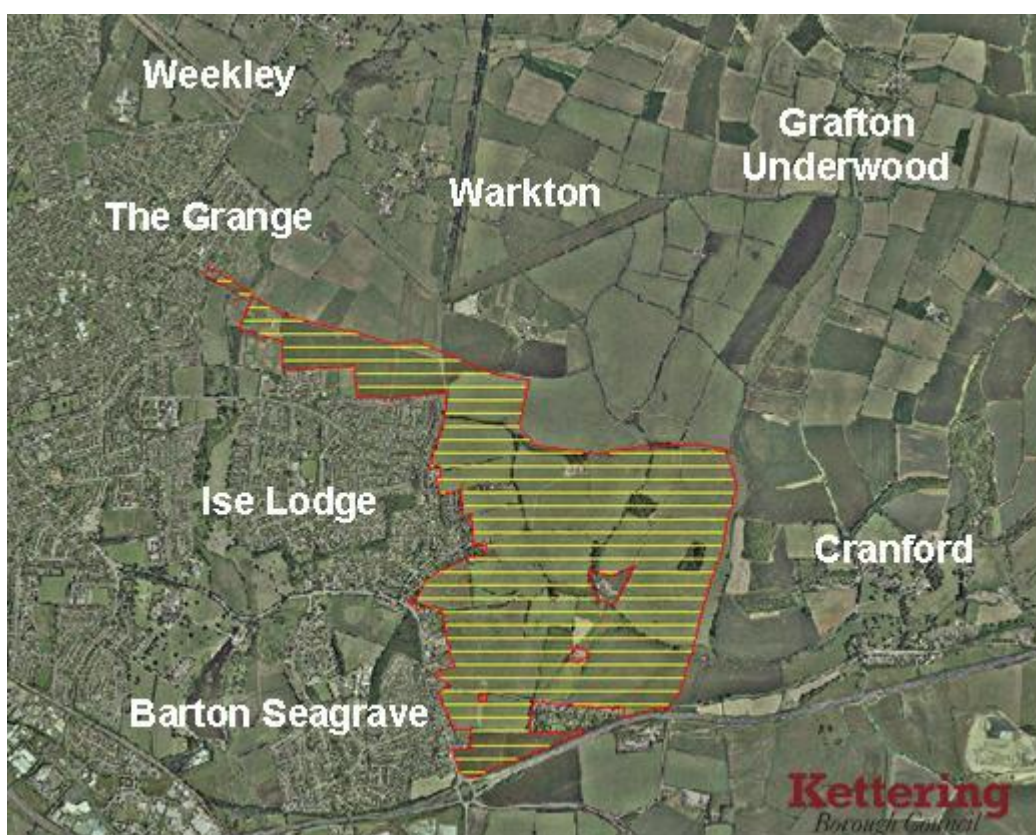 Weekley
Grafton
Underwood
Warkton
The Grange
Ise Lodge
Cranford
Barton Seagrave
Kettering
Borough Council